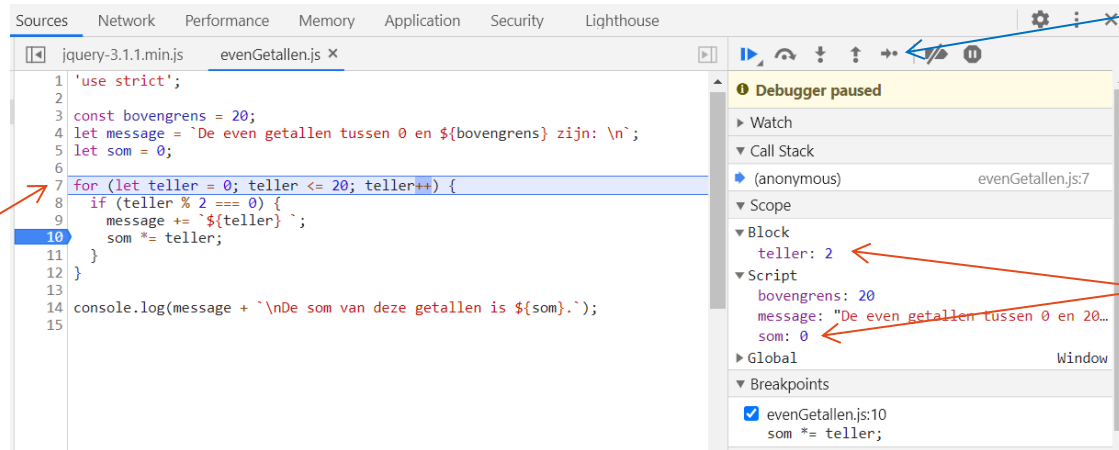 Sources Network Performance Memory Application Security Lighthouse
jquery-3.1.1.min.js evenGetallen.js
1 'use strict';
2
3 const bovengrens = 20;
4 let message = `De even getallen tussen 0 en ${bovengrens} zijn: \n`;
5 let som = 0;
6
7 for (let teller = 0; teller <= 20; teller++) {
8 if (teller % 2 === 0) {
9 message += `${teller} `;
10 som *= teller;
11 }
12 }
13
14 console.log(message + `\nDe som van deze getallen is ${som}.`);
15
Debugger paused
Watch
Call Stack
(anonymous) evenGetallen.js:7
Scope
Block
teller: 2
Script
bovengrens: 20
message: "De even getallen tussen 0 en 20…
som: 0
Global Window
Breakpoints
evenGetallen.js:10
som *= teller;